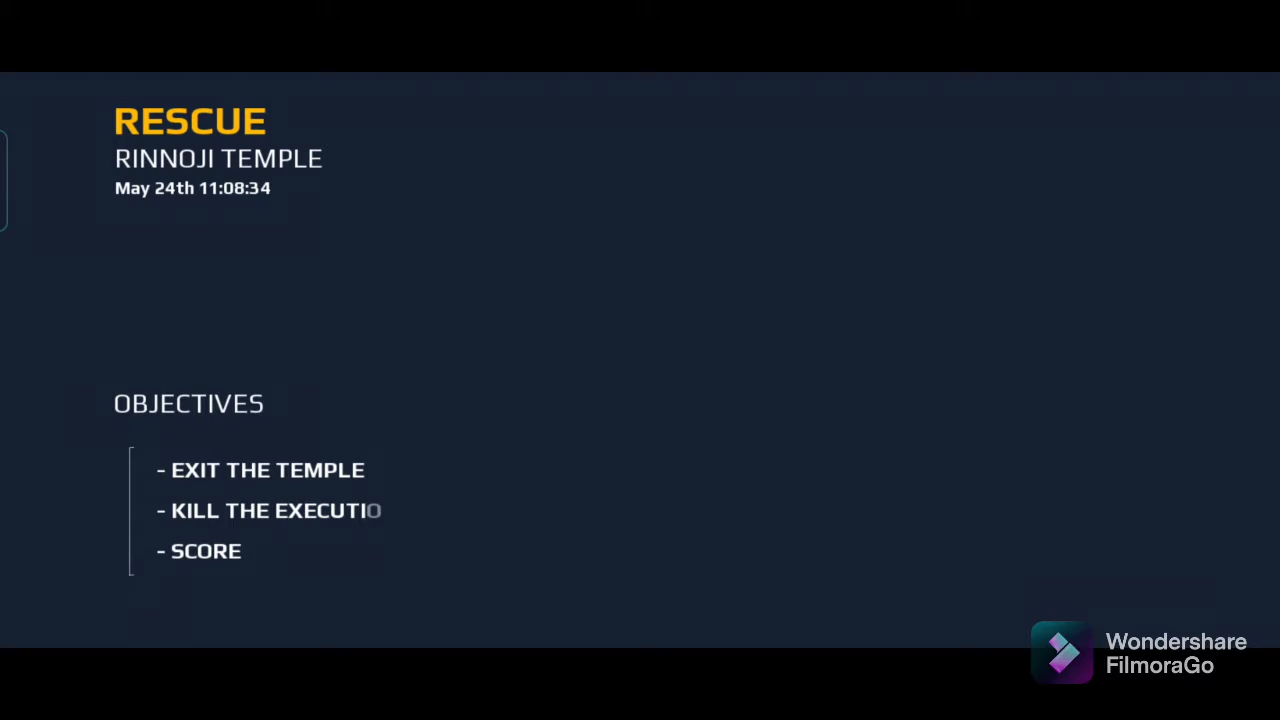 RESCUE
RINNOJI TEMPLE
May 24th 11:08:34
OBJECTIVES
- EXIT THE TEMPLE
- KILL THE EXECUTIO
- SCORE
Wondershare
FilmoraGo